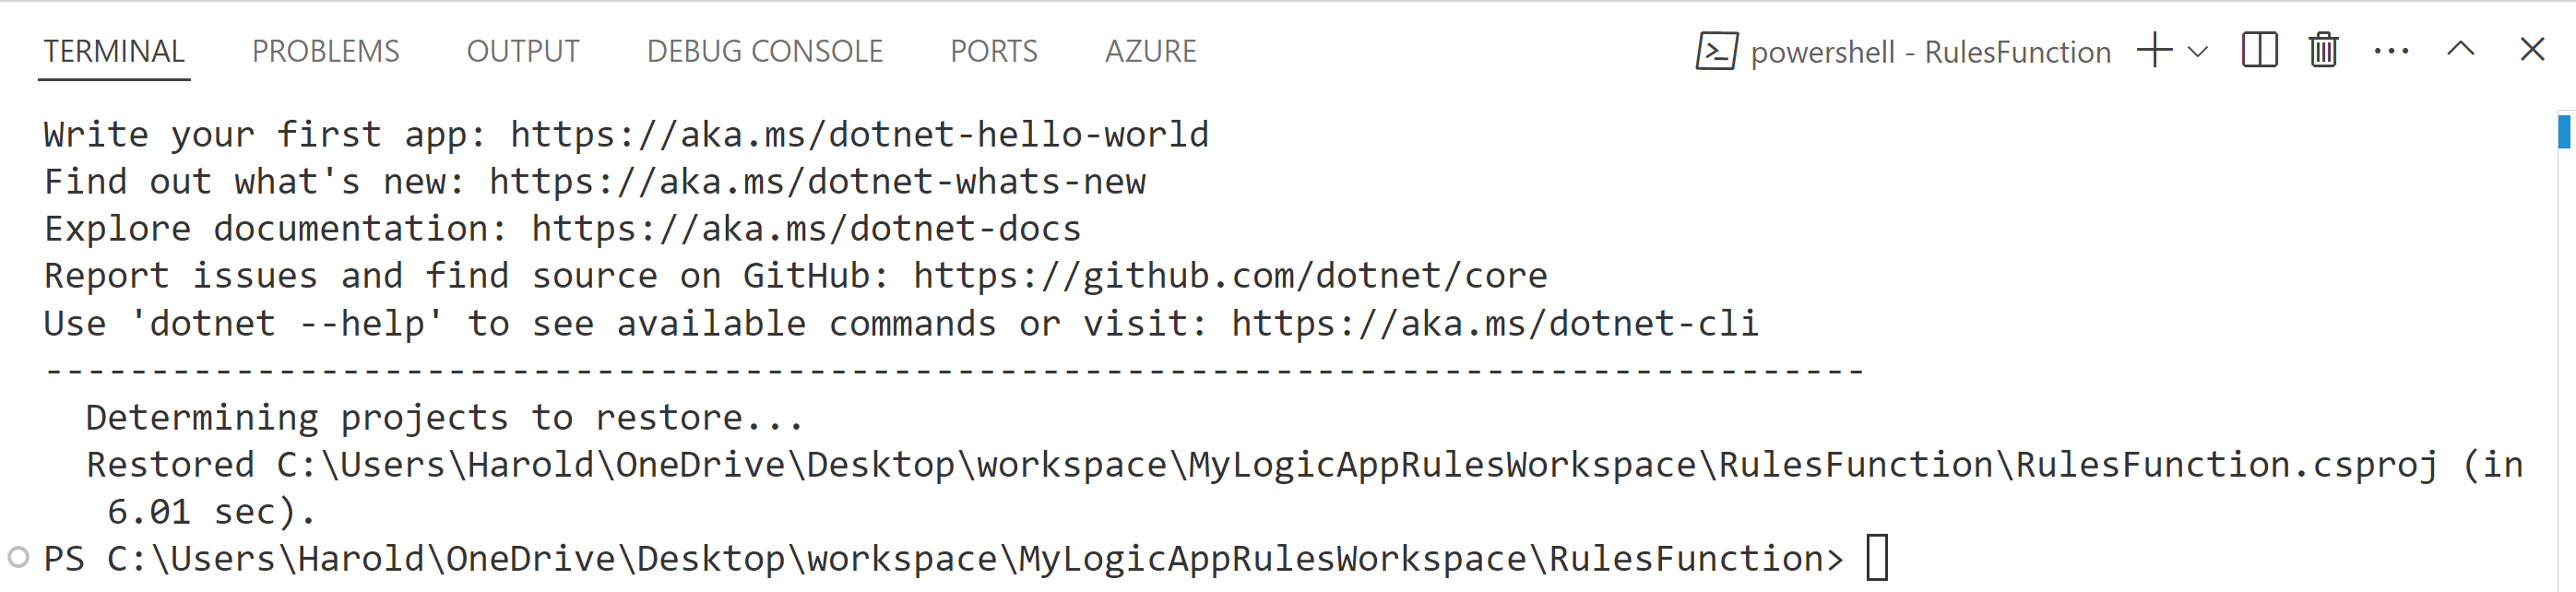 TERMINAL PROBLEMS OUTPUT DEBUG CONSOLE PORTS AZURE powershell - RulesFunction
Write your first app: https://aka.ms/dotnet-hello-world
Find out what's new: https://aka.ms/dotnet-whats-new
Explore documentation: https://aka.ms/dotnet-docs
Report issues and find source on GitHub: https://github.com/dotnet/core
Use 'dotnet --help' to see available commands or visit: https://aka.ms/dotnet-cli
--------------------------------------------------------------------------------------
Determining projects to restore...
Restored C:\Users\Harold\OneDrive\Desktop\workspace\MyLogicAppRulesWorkspace\RulesFunction\RulesFunction.csproj (in
6.01 sec).
PS C:\Users\Harold\OneDrive\Desktop\workspace\MyLogicAppRulesWorkspace\RulesFunction>